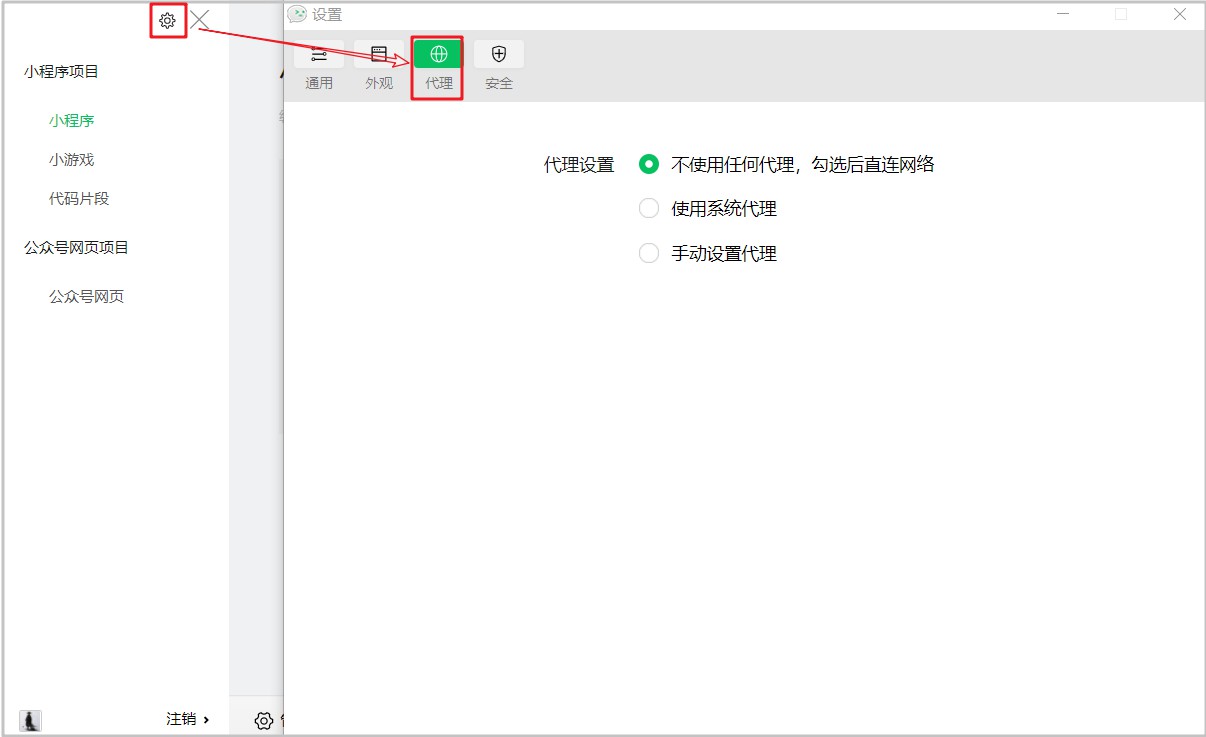 设置
通用
外观
代理
安全
小程序项目
小程序
小游戏
代码片段
公众号网页项目
公众号网页
注销
代理设置
不使用任何代理，勾选后直连网络
使用系统代理
手动设置代理